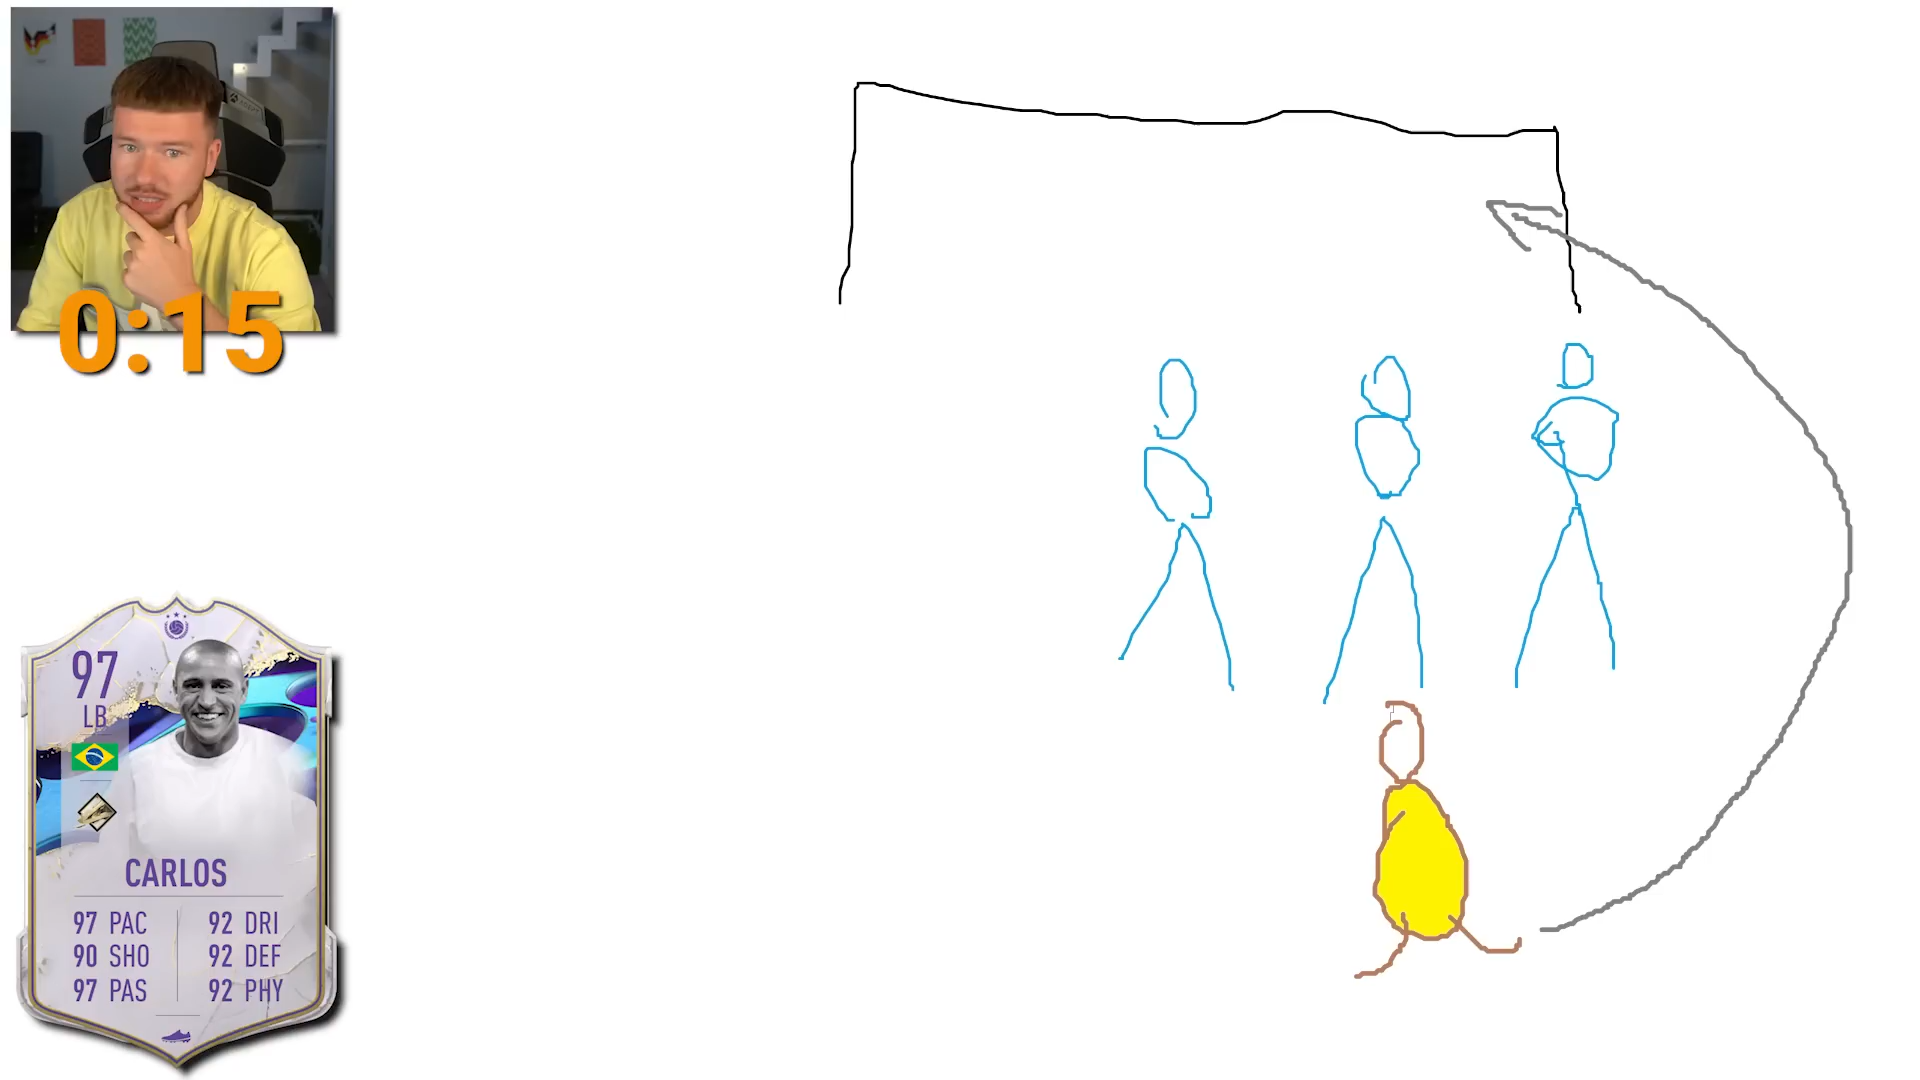 0:15
97
LB
CARLOS
97 PAC
92 DRI
90 SHO
92 DEF
97 PAS
92 PHY